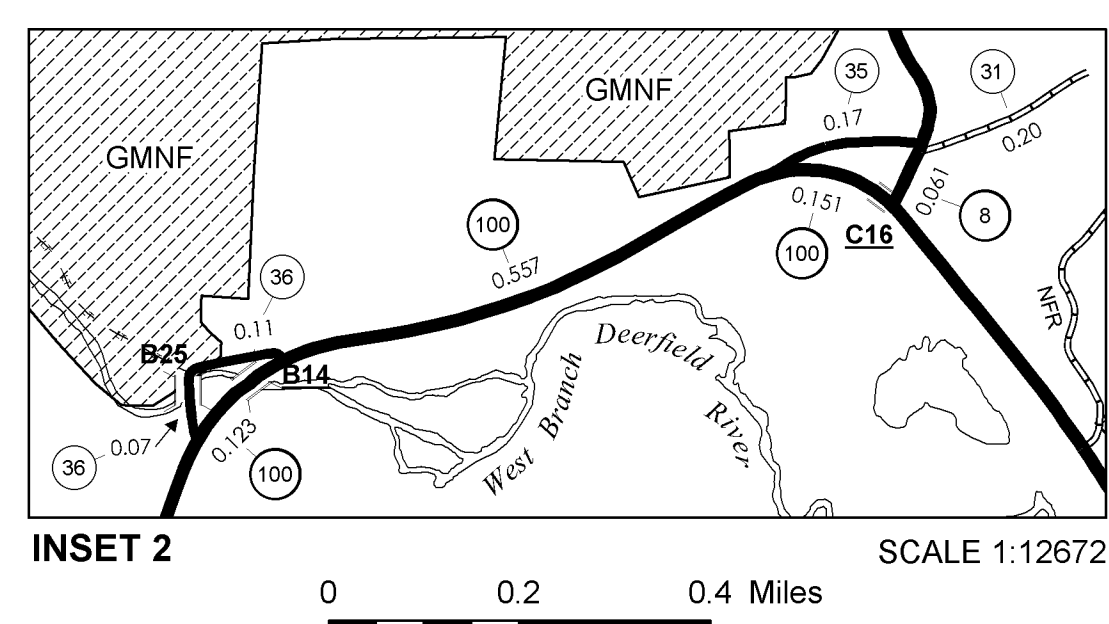 GMNF
GMNF
35
0.17
31
0.20
0.061
8
0.151
100
C16
100
0.557
36
0.11
B25
B14
0.07
36
0.123
100
West Branch Deerfield River
NFR
INSET 2
SCALE 1:12672
0 0.2 0.4 Miles